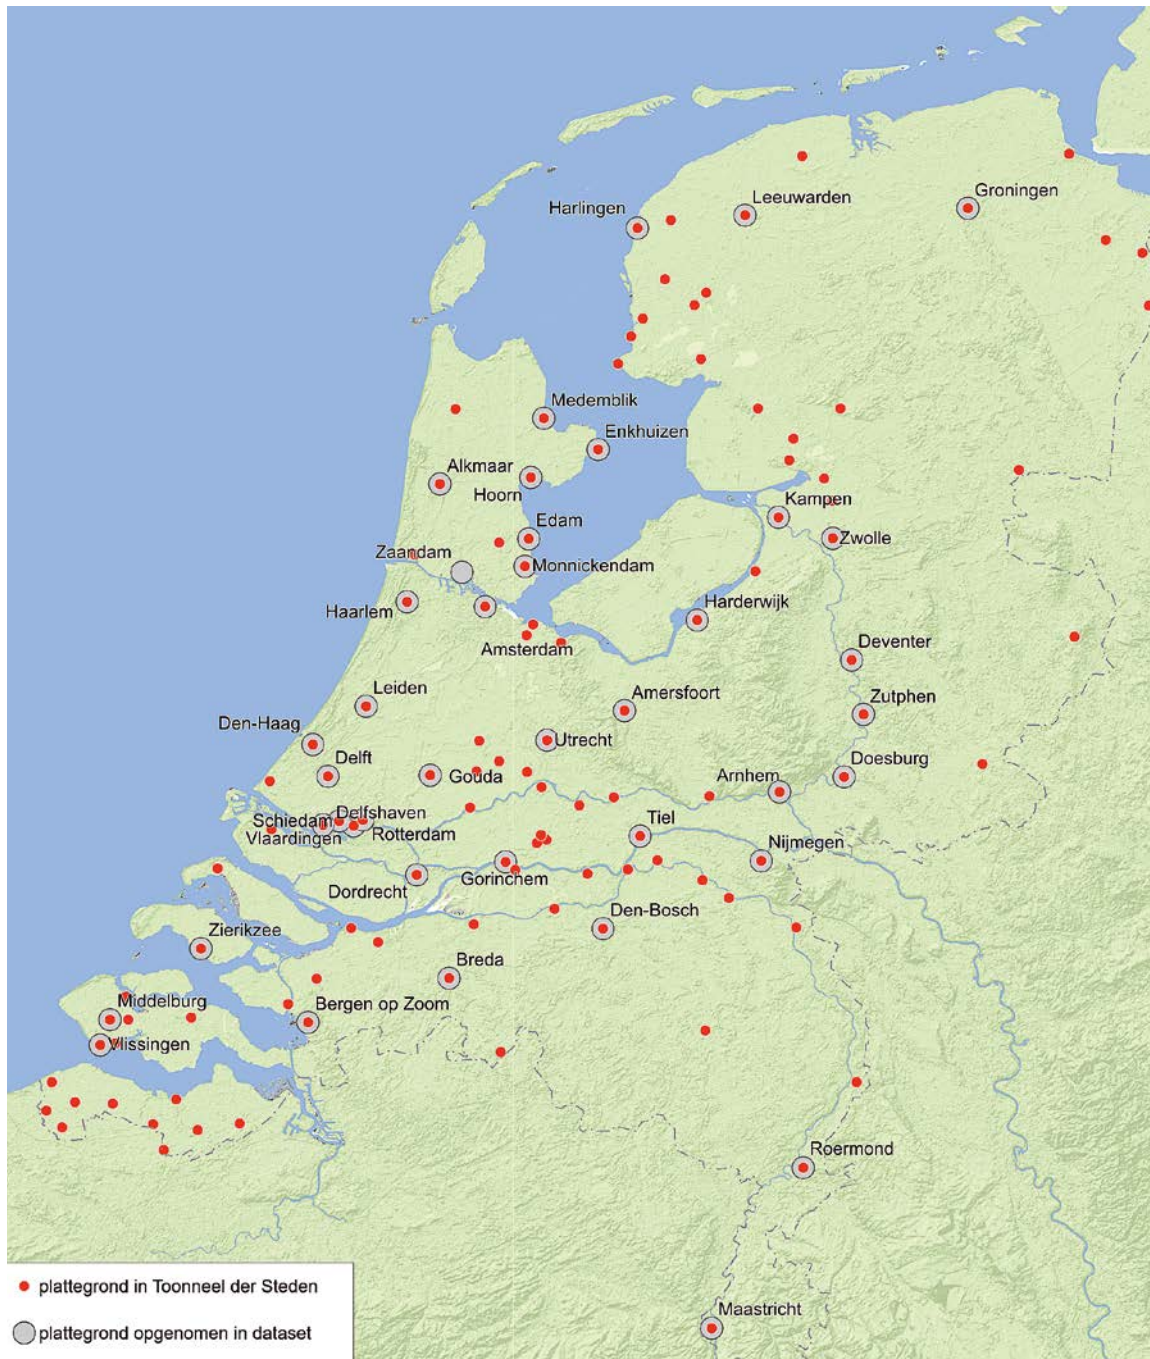 Groningen
Leeuwarden
Harlingen
Medemblik
Enkhuizen
Alkmaar
Hoorn
Kampen
Edam
Zwolle
Zaandam
Monnickendam
Haarlem
Harderwijk
Amsterdam
Deventer
Leiden
Amersfoort
Zutphen
Den-Haag
Utrecht
Delft
Gouda
Arnhem
Doesburg
Delfshaven
Schiedam
Vlaardingen
Rotterdam
Tiel
Nijmegen
Gorinchem
Dordrecht
Den-Bosch
Zierikzee
Breda
Middelburg
Bergen op Zoom
Vlissingen
Roermond
Maastricht
plattegrond in Toonneel der Steden
plattegrond opgenomen in dataset